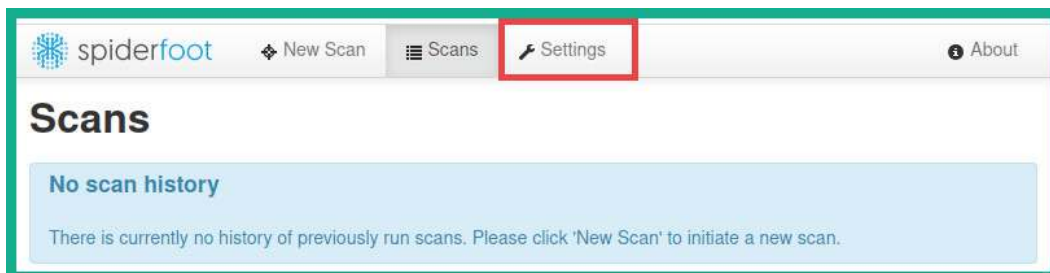 spiderfoot New Scan Scans Settings About
Scans
No scan history
There is currently no history of previously run scans. Please click 'New Scan' to initiate a new scan.